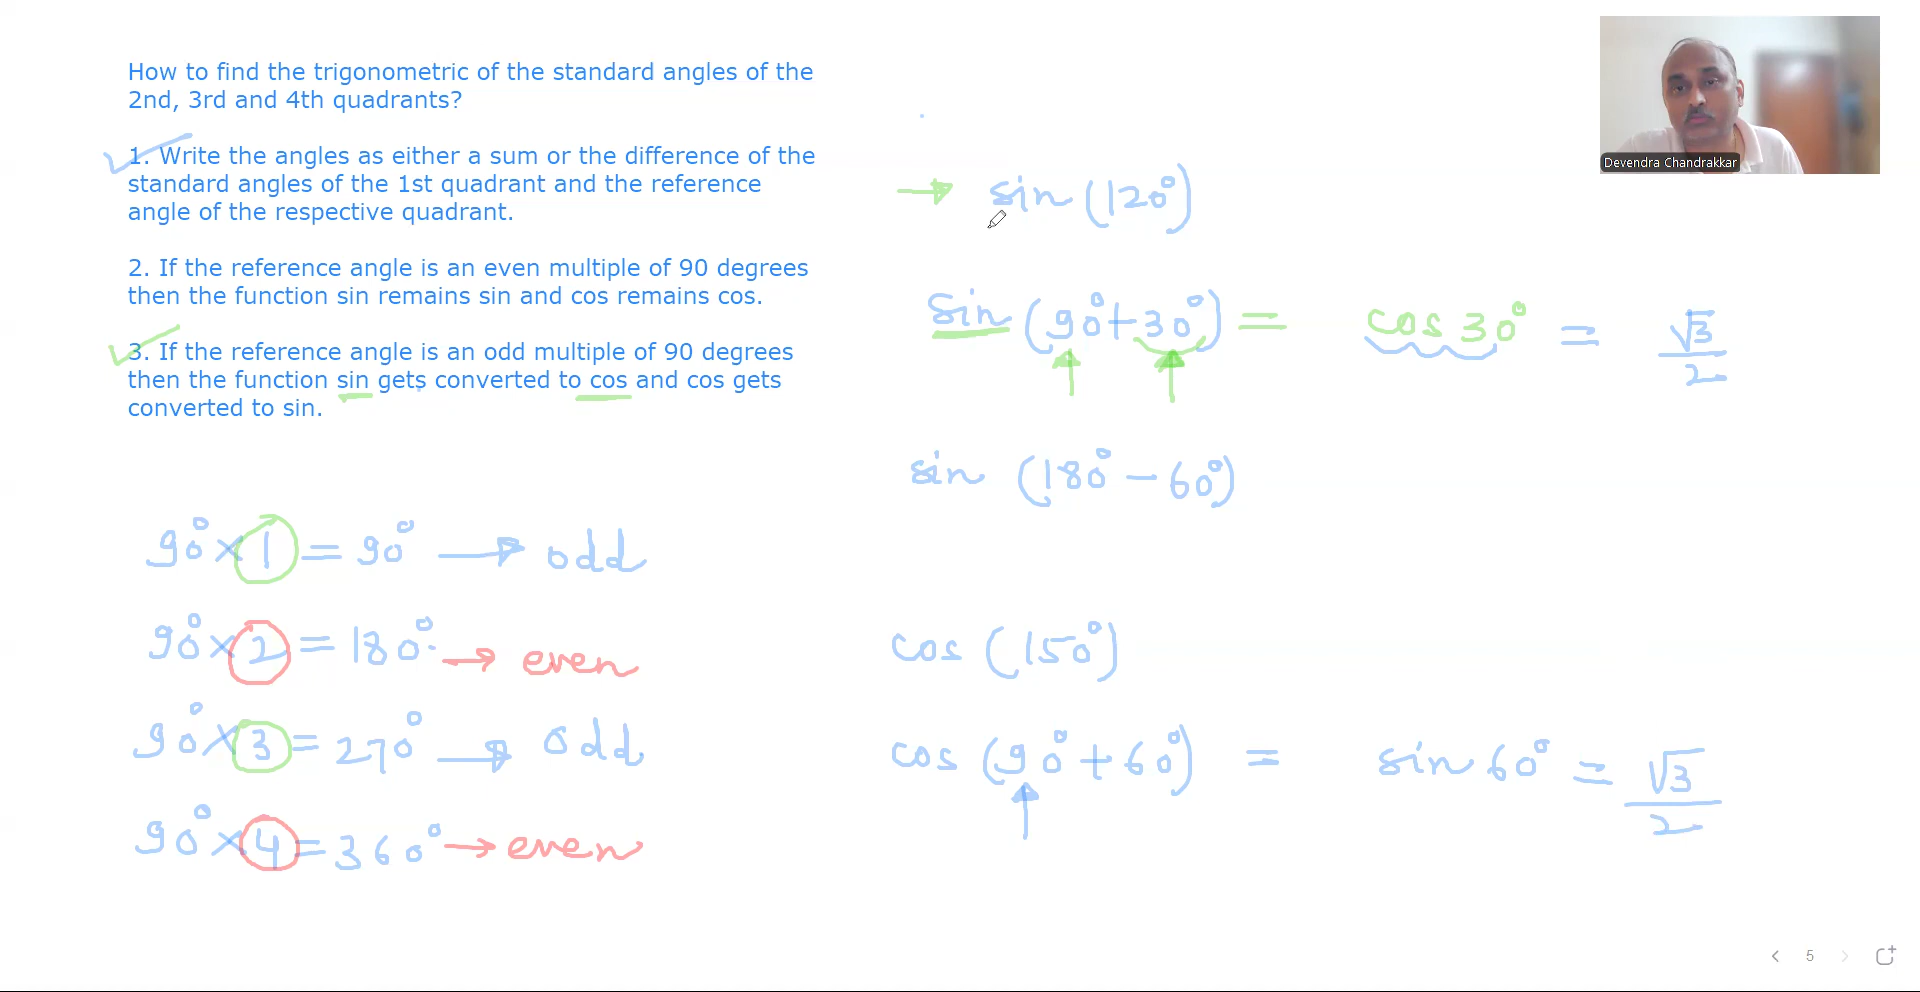 How to find the trigonometric of the standard angles of the
2nd, 3rd and 4th quadrants?
1. Write the angles as either a sum or the difference of the
standard angles of the 1st quadrant and the reference
angle of the respective quadrant.
2. If the reference angle is an even multiple of 90 degrees
then the function sin remains sin and cos remains cos.
3. If the reference angle is an odd multiple of 90 degrees
then the function sin gets converted to cos and cos gets
converted to sin.
90° × 1 = 90° → odd
90° × 2 = 180° → even
90° × 3 = 270° → odd
90° × 4 = 360° → even
→ sin (120°)
sin (90° + 30°) = cos 30° = √3/2
sin (180° − 60°)
cos (150°)
cos (90° + 60°) = sin 60° = √3/2
Devendra Chandrakkar
5